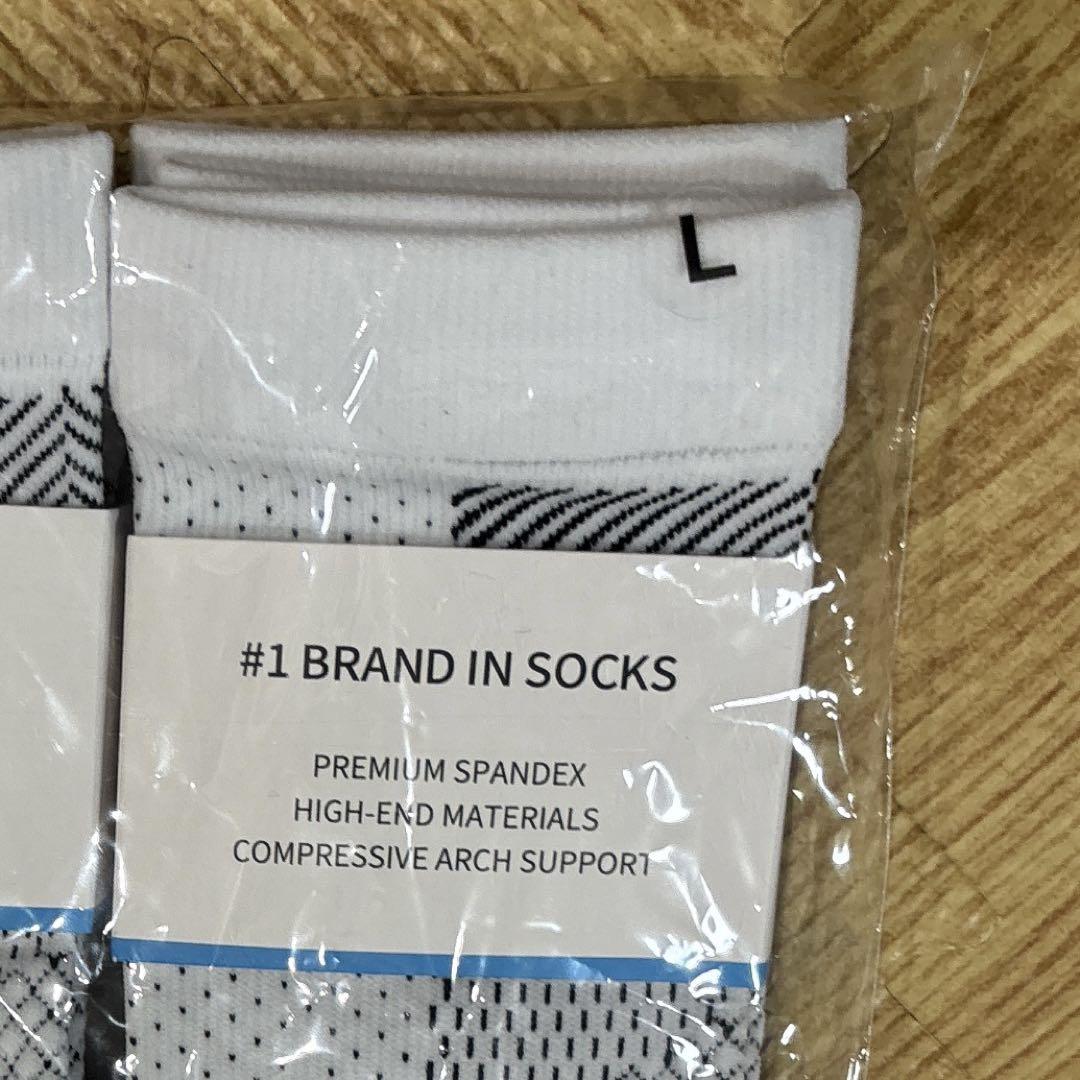 L
#1 BRAND IN SOCKS
PREMIUM SPANDEX
HIGH-END MATERIALS
COMPRESSIVE ARCH SUPPORT